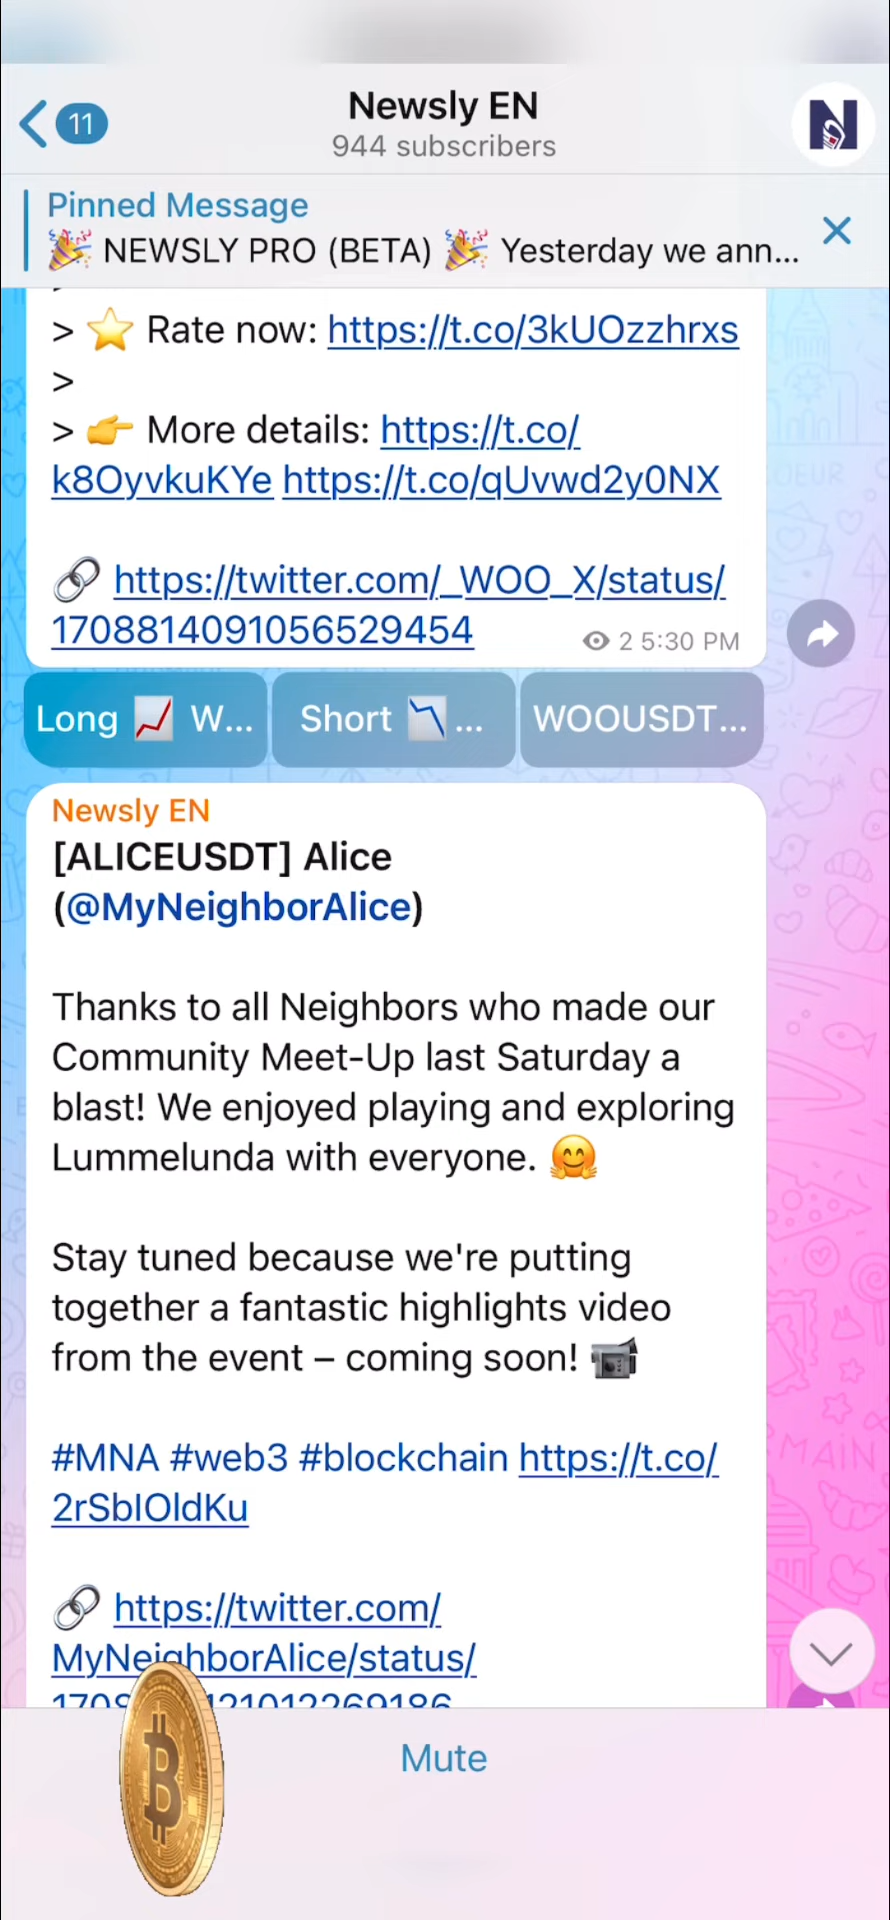 11
Newsly EN
944 subscribers
Pinned Message
🎉 NEWSLY PRO (BETA) 🎉 Yesterday we ann...
> ⭐ Rate now: https://t.co/3kUOzzhrxs
>
> 👉 More details: https://t.co/
k8OyvkuKYe https://t.co/qUvwd2y0NX
🔗 https://twitter.com/_WOO_X/status/
1708814091056529454
2 5:30 PM
Long 📈 W...
Short 📉 ...
WOOUSDT...
Newsly EN
[ALICEUSDT] Alice
(@MyNeighborAlice)
Thanks to all Neighbors who made our
Community Meet-Up last Saturday a
blast! We enjoyed playing and exploring
Lummelunda with everyone. 🤗
Stay tuned because we're putting
together a fantastic highlights video
from the event – coming soon! 📹
#MNA #web3 #blockchain https://t.co/
2rSbIOldKu
🔗 https://twitter.com/
MyNeighborAlice/status/
Mute